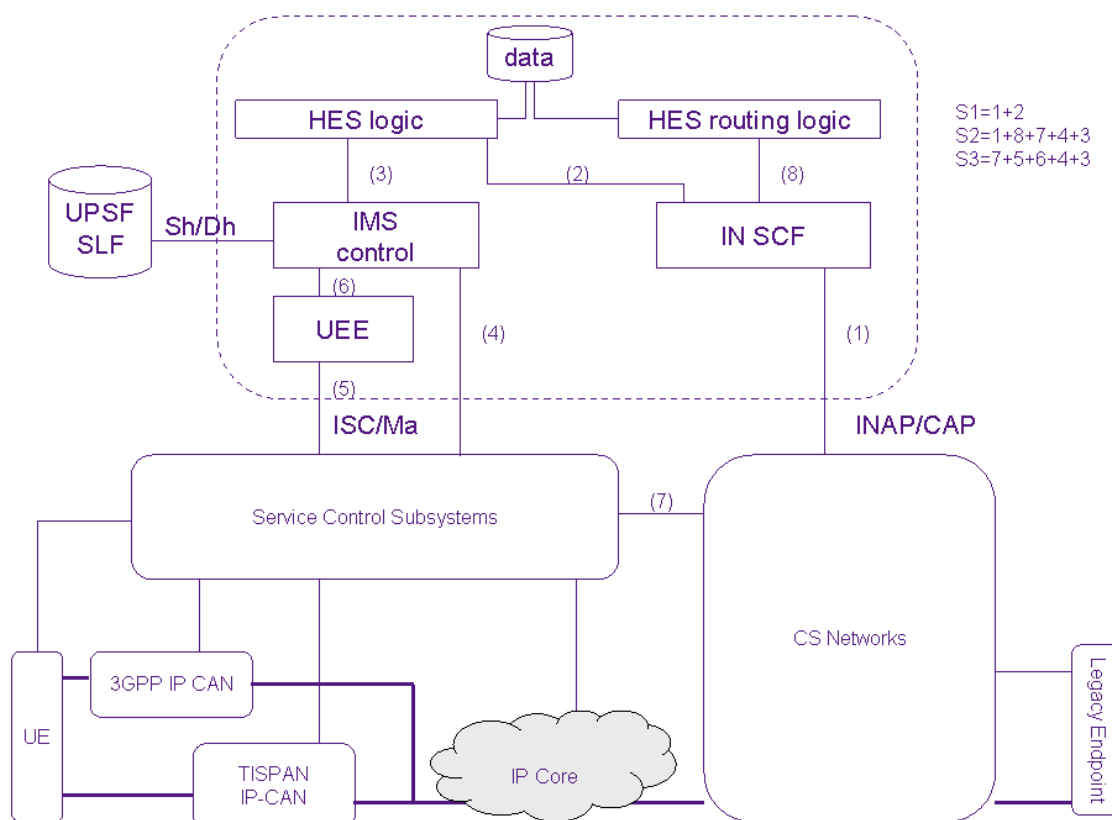 data
HES logic
HES routing logic
S1=1+2
S2=1+8+7+4+3
S3=7+5+6+4+3
(3)
(2)
(8)
UPSF
SLF
Sh/Dh
IMS
control
IN SCF
(6)
UEE
(4)
(1)
(5)
ISC/Ma
INAP/CAP
Service Control Subsystems
(7)
CS Networks
3GPP IP CAN
UE
TISPAN
IP-CAN
IP Core
Legacy Endpoint